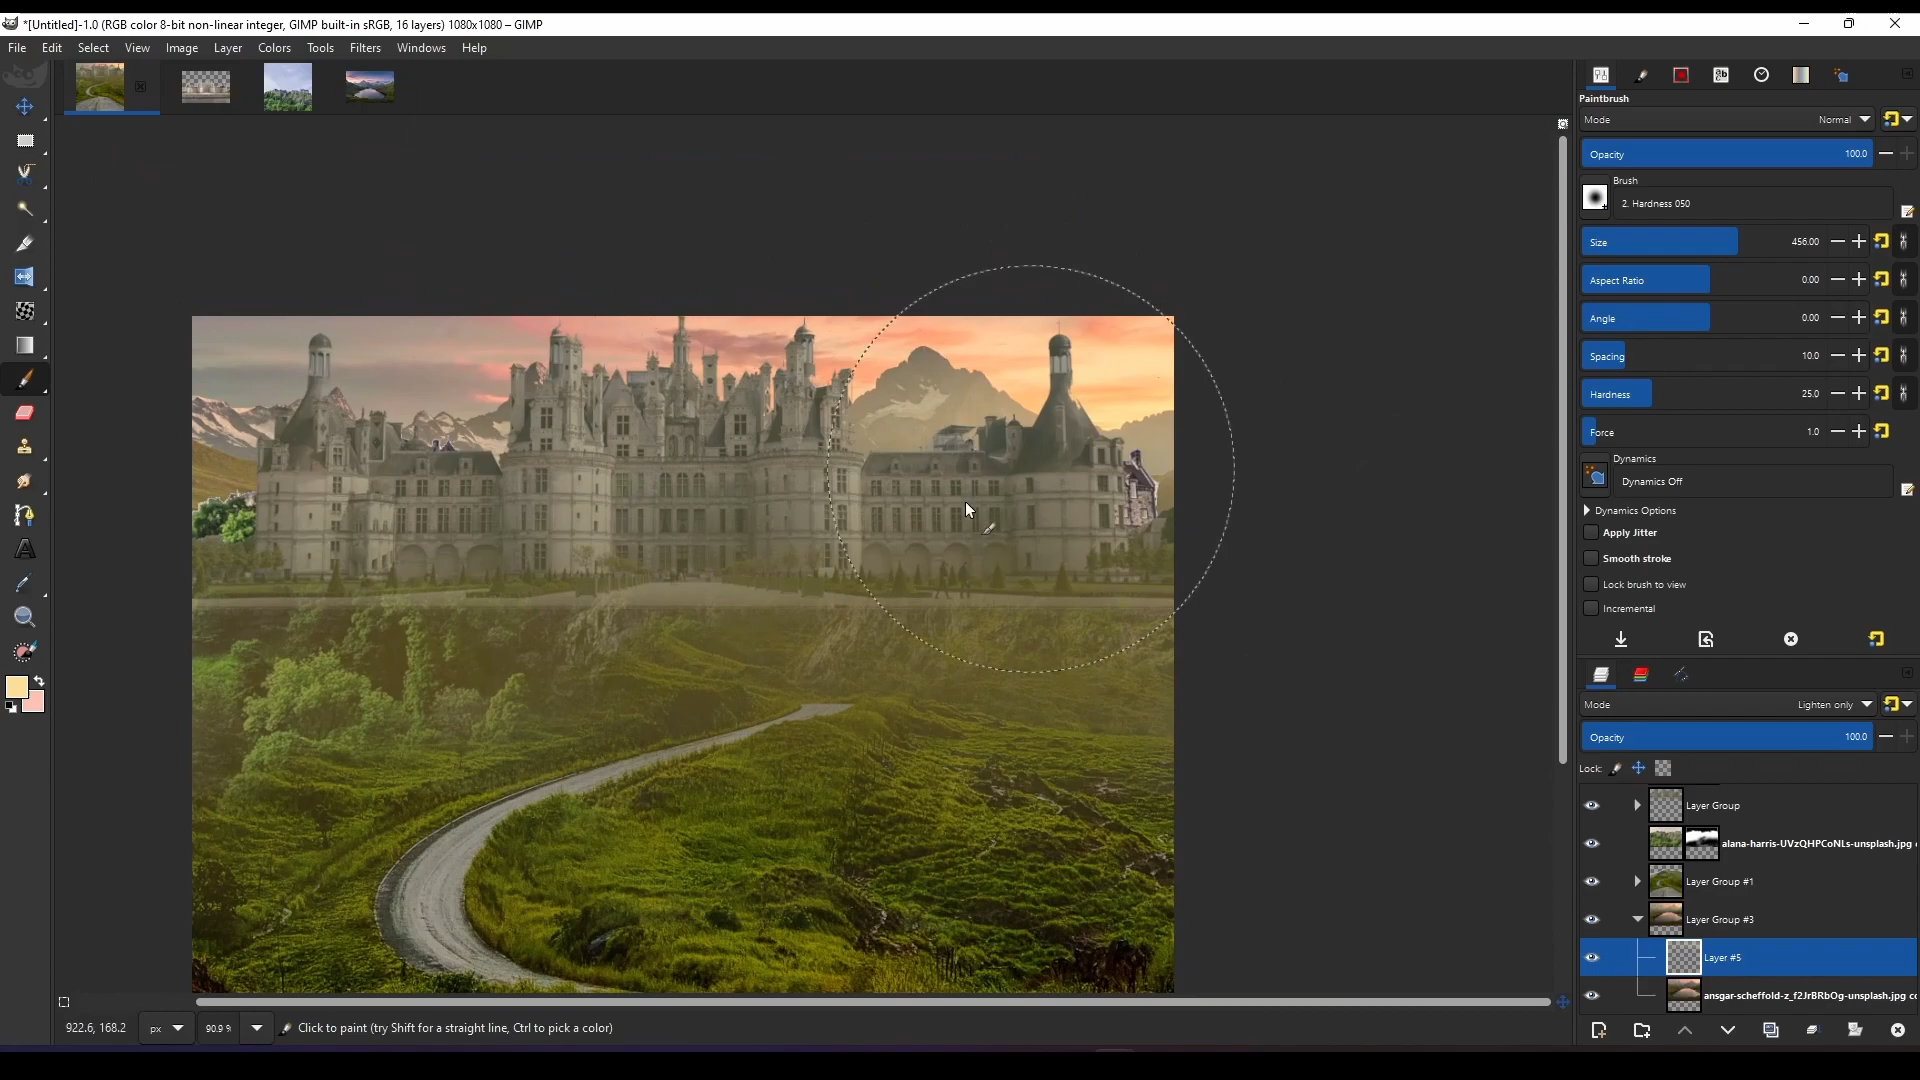 *[Untitled]-1.0 (RGB color 8-bit non-linear integer, GIMP built-in sRGB, 16 layers) 1080x1080 – GIMP
File Edit Select View Image Layer Colors Tools Filters Windows Help
Paintbrush
Mode Normal
Opacity 100.0
Brush
2. Hardness 050
Size 456.00
Aspect Ratio 0.00
Angle 0.00
Spacing 10.0
Hardness 25.0
Force 1.0
Dynamics
Dynamics Off
Dynamics Options
Apply Jitter
Smooth stroke
Lock brush to view
Incremental
Mode Lighten only
Opacity 100.0
Lock:
Layer Group
alana-harris-UVzQHPCoNLs-unsplash.jpg
Layer Group #1
Layer Group #3
Layer #5
ansgar-scheffold-z_f2JrBRbOg-unsplash.jpg co
922.6, 168.2 px 90.9 % Click to paint (try Shift for a straight line, Ctrl to pick a color)